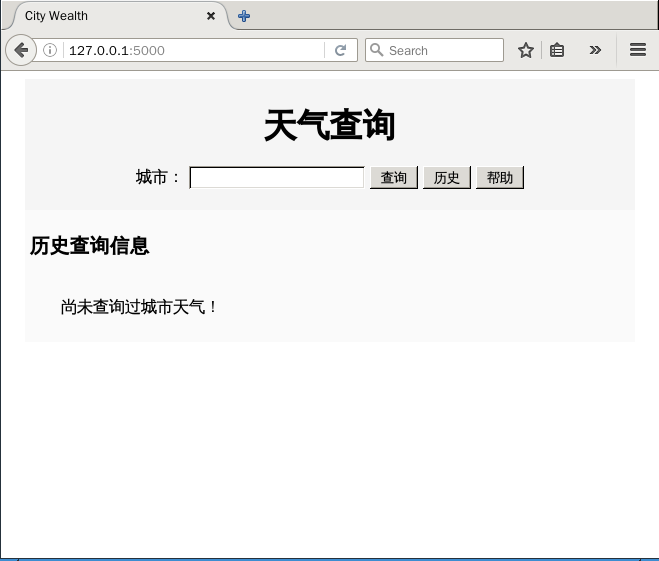 City Wealth
127.0.0.1:5000
Search
天气查询
城市：
查询 历史 帮助
历史查询信息
尚未查询过城市天气！